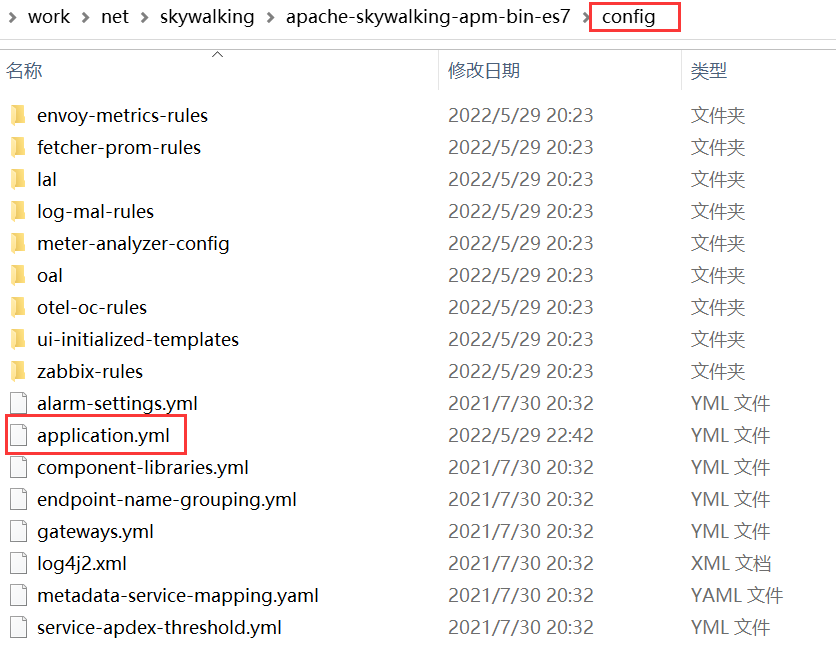 work net skywalking apache-skywalking-apm-bin-es7 config
名称 修改日期 类型
envoy-metrics-rules 2022/5/29 20:23 文件夹
fetcher-prom-rules 2022/5/29 20:23 文件夹
lal 2022/5/29 20:23 文件夹
log-mal-rules 2022/5/29 20:23 文件夹
meter-analyzer-config 2022/5/29 20:23 文件夹
oal 2022/5/29 20:23 文件夹
otel-oc-rules 2022/5/29 20:23 文件夹
ui-initialized-templates 2022/5/29 20:23 文件夹
zabbix-rules 2022/5/29 20:23 文件夹
alarm-settings.yml 2021/7/30 20:32 YML 文件
application.yml 2022/5/29 22:42 YML 文件
component-libraries.yml 2021/7/30 20:32 YML 文件
endpoint-name-grouping.yml 2021/7/30 20:32 YML 文件
gateways.yml 2021/7/30 20:32 YML 文件
log4j2.xml 2021/7/30 20:32 XML 文档
metadata-service-mapping.yaml 2021/7/30 20:32 YAML 文件
service-apdex-threshold.yml 2021/7/30 20:32 YML 文件